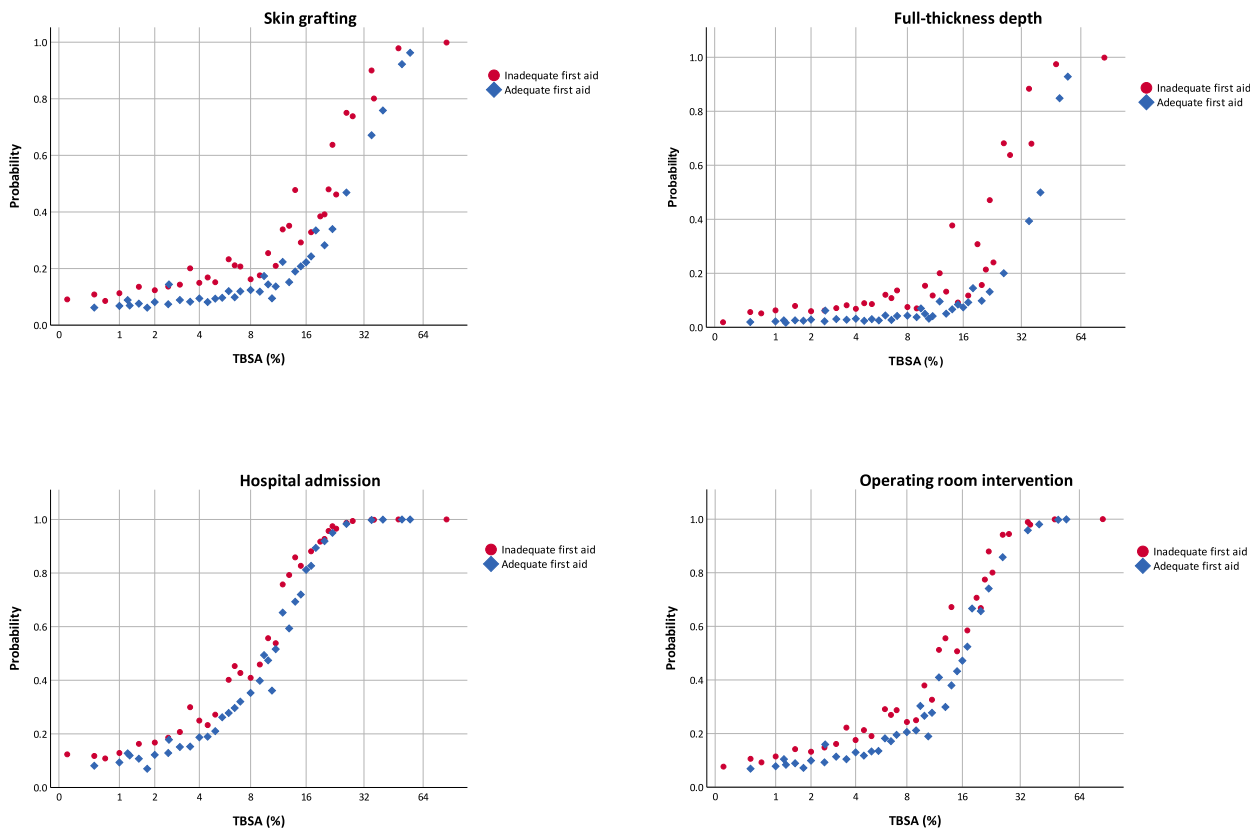 Skin grafting
Probability
1.0
0.8
0.6
0.4
0.2
0.0
0 1 2 4 8 16 32 64
TBSA (%)
Inadequate first aid
Adequate first aid
Full-thickness depth
Probability
1.0
0.8
0.6
0.4
0.2
0.0
0 1 2 4 8 16 32 64
TBSA (%)
Inadequate first aid
Adequate first aid
Hospital admission
Probability
1.0
0.8
0.6
0.4
0.2
0.0
0 1 2 4 8 16 32 64
TBSA (%)
Inadequate first aid
Adequate first aid
Operating room intervention
Probability
1.0
0.8
0.6
0.4
0.2
0.0
0 1 2 4 8 16 32 64
TBSA (%)
Inadequate first aid
Adequate first aid